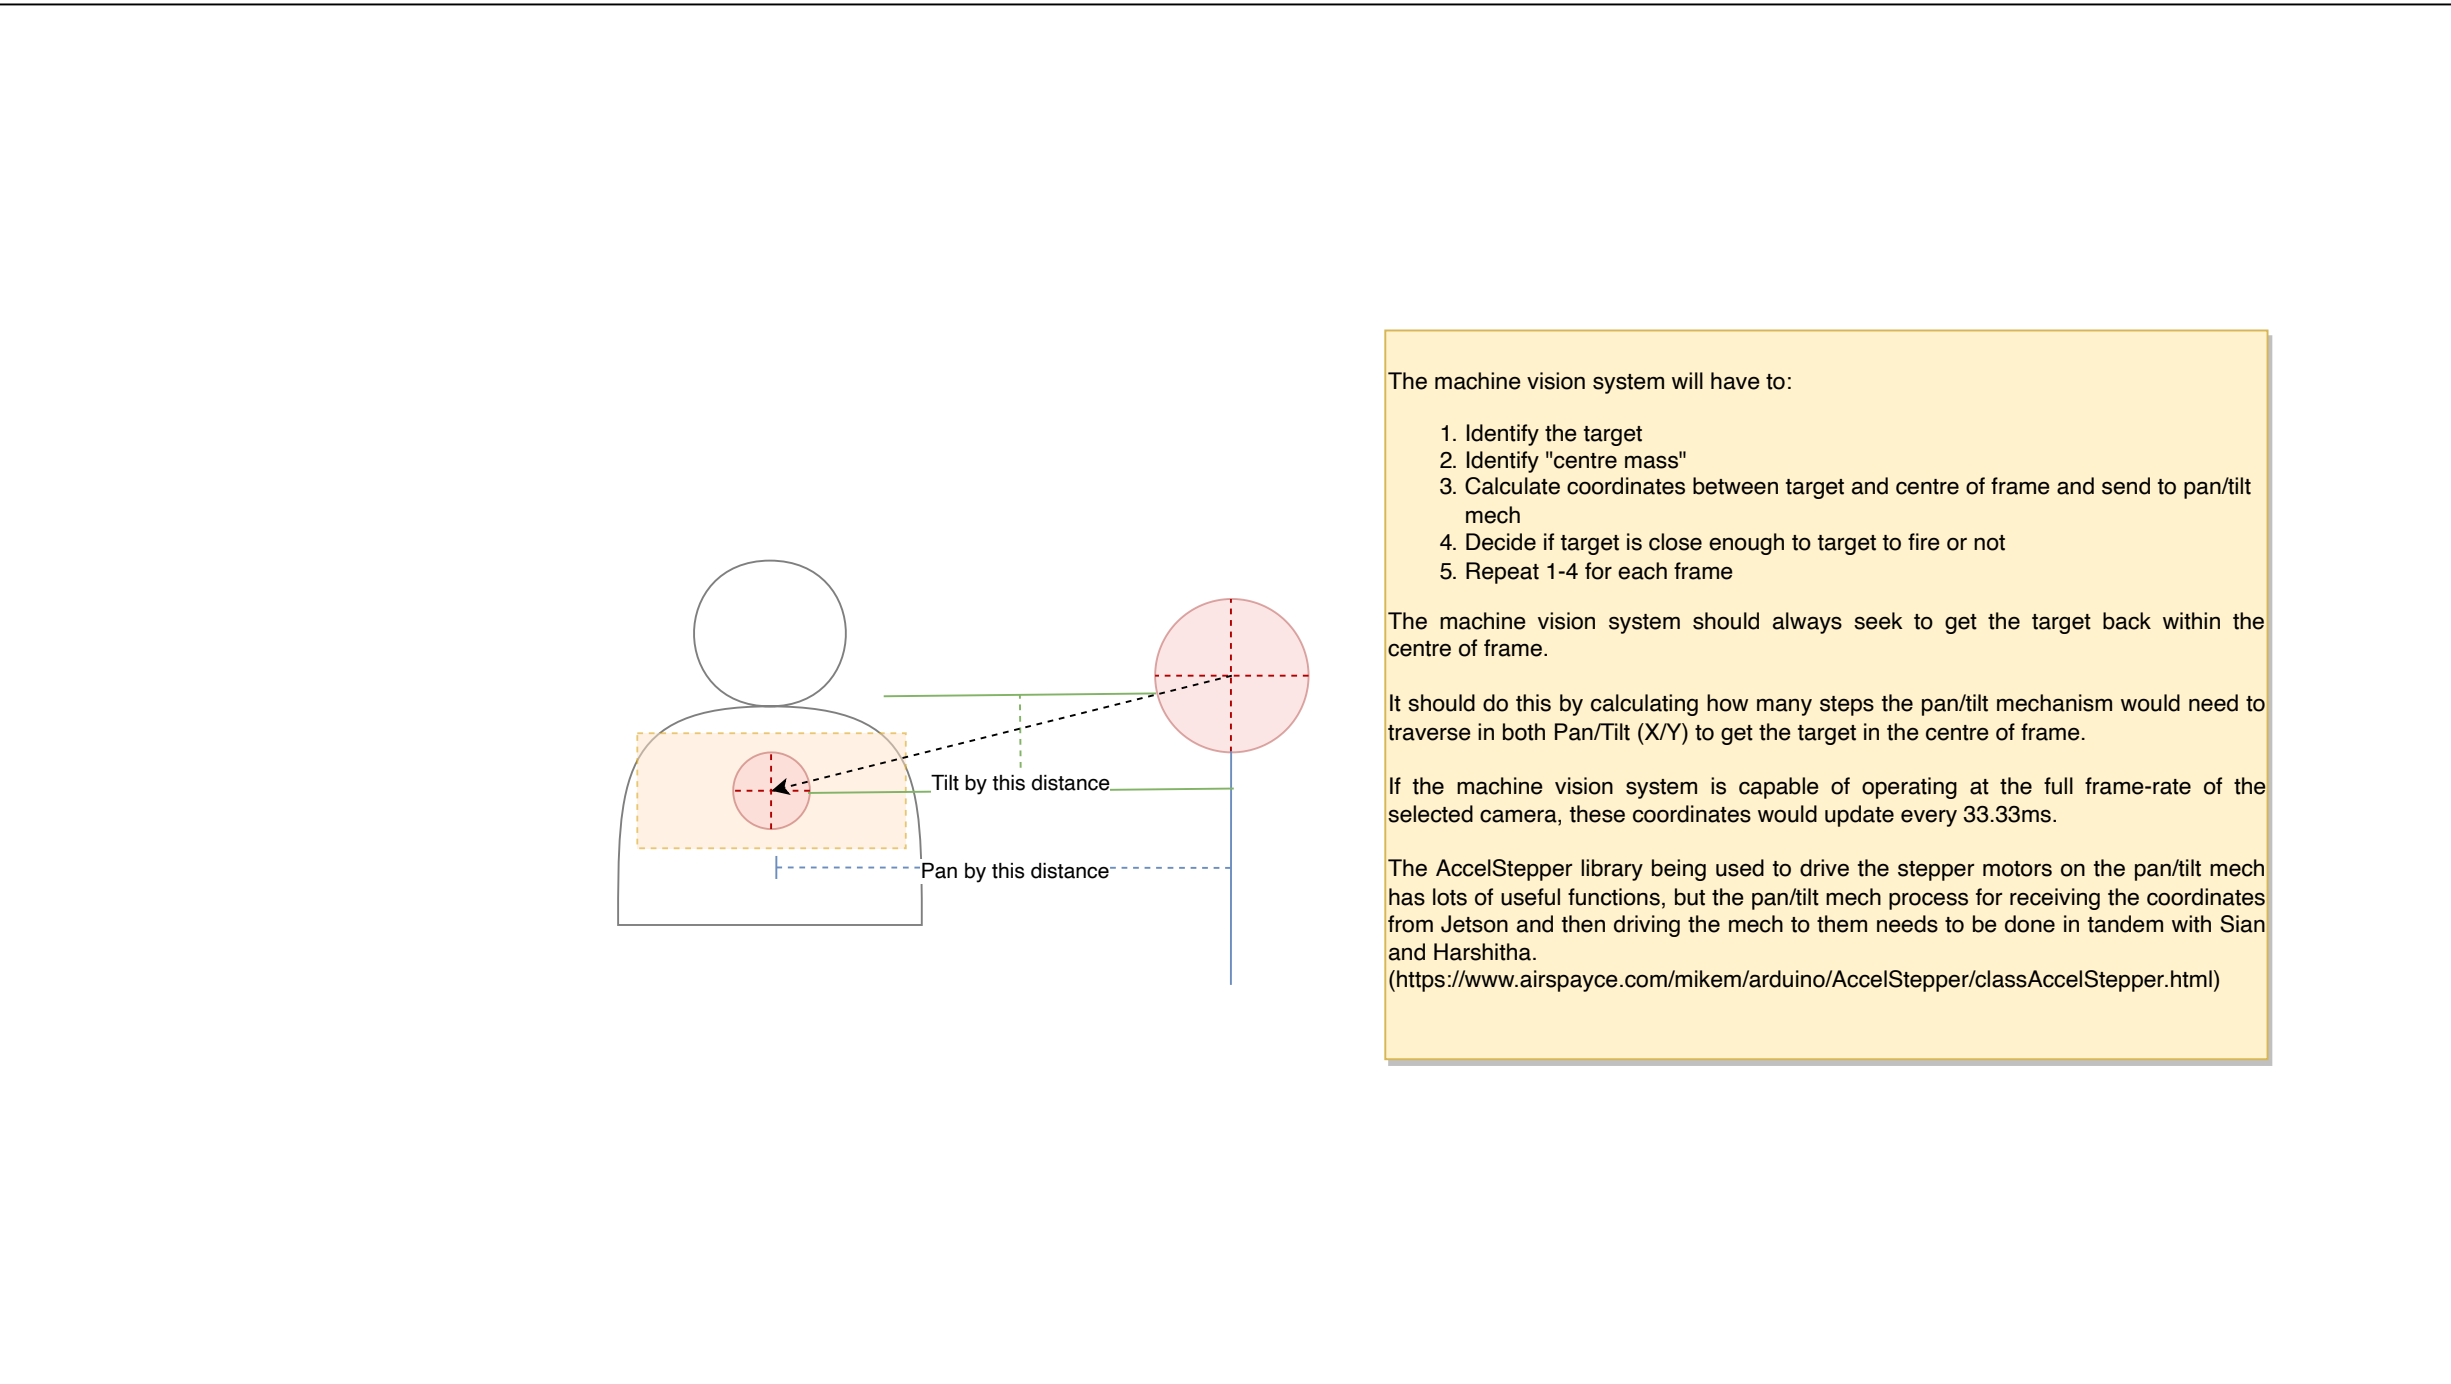 The machine vision system will have to:
1. Identify the target
2. Identify "centre mass"
3. Calculate coordinates between target and centre of frame and send to pan/tilt
mech
4. Decide if target is close enough to target to fire or not
5. Repeat 1-4 for each frame
The machine vision system should always seek to get the target back within the
centre of frame.
It should do this by calculating how many steps the pan/tilt mechanism would need to
traverse in both Pan/Tilt (X/Y) to get the target in the centre of frame.
If the machine vision system is capable of operating at the full frame-rate of the
selected camera, these coordinates would update every 33.33ms.
The AccelStepper library being used to drive the stepper motors on the pan/tilt mech
has lots of useful functions, but the pan/tilt mech process for receiving the coordinates
from Jetson and then driving the mech to them needs to be done in tandem with Sian
and Harshitha.
(https://www.airspayce.com/mikem/arduino/AccelStepper/classAccelStepper.html)
Tilt by this distance
Pan by this distance